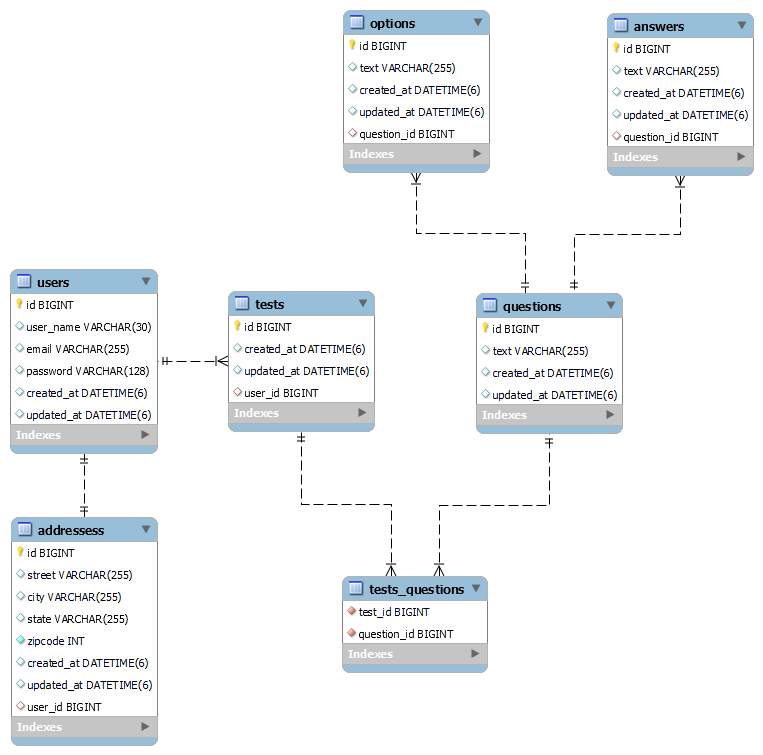 options
id BIGINT
text VARCHAR(255)
created_at DATETIME(6)
updated_at DATETIME(6)
question_id BIGINT
Indexes
answers
id BIGINT
text VARCHAR(255)
created_at DATETIME(6)
updated_at DATETIME(6)
question_id BIGINT
Indexes
users
id BIGINT
user_name VARCHAR(30)
email VARCHAR(255)
password VARCHAR(128)
created_at DATETIME(6)
updated_at DATETIME(6)
Indexes
tests
id BIGINT
created_at DATETIME(6)
updated_at DATETIME(6)
user_id BIGINT
Indexes
questions
id BIGINT
text VARCHAR(255)
created_at DATETIME(6)
updated_at DATETIME(6)
Indexes
addressess
id BIGINT
street VARCHAR(255)
city VARCHAR(255)
state VARCHAR(255)
zipcode INT
created_at DATETIME(6)
updated_at DATETIME(6)
user_id BIGINT
Indexes
tests_questions
test_id BIGINT
question_id BIGINT
Indexes